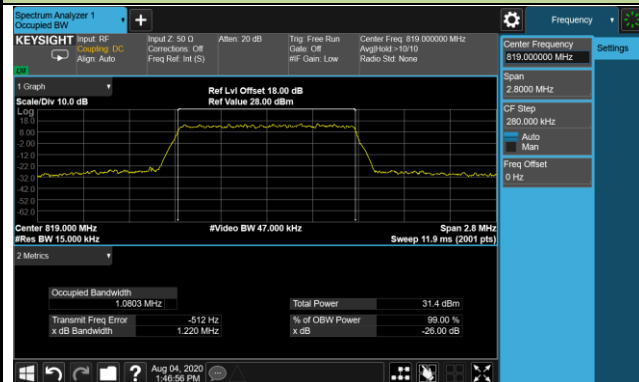 Spectrum Analyzer 1
Occupied BW
Frequency
KEYSIGHT
Input: RF
Coupling: DC
Align: Auto
Input Z: 50 Ω
Corrections: Off
Freq Ref: Int (S)
Atten: 20 dB
Trig: Free Run
Gate: Off
#IF Gain: Low
Center Freq: 819.000000 MHz
Avg|Hold:>10/10
Radio Std: None
1 Graph
Scale/Div 10.0 dB
Ref Lvl Offset 18.00 dB
Ref Value 28.00 dBm
Log
18.0
8.00
-2.00
-12.0
-22.0
-32.0
-42.0
-52.0
-62.0
Center 819.000 MHz
#Res BW 15.000 kHz
#Video BW 47.000 kHz
Span 2.8 MHz
Sweep 11.9 ms (2001 pts)
2 Metrics
Occupied Bandwidth
1.0803 MHz
Total Power 31.4 dBm
Transmit Freq Error -512 Hz
% of OBW Power 99.00 %
x dB Bandwidth 1.220 MHz
x dB -26.00 dB
Aug 04, 2020
1:46:56 PM
Center Frequency
819.000000 MHz
Settings
Span
2.8000 MHz
CF Step
280.000 kHz
Auto
Man
Freq Offset
0 Hz